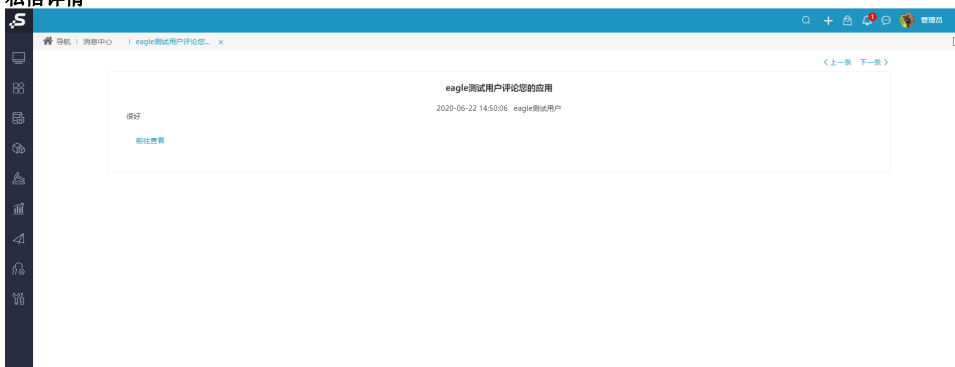 私信详情
S
1
管理员
导航 | 消息中心 | eagle测试用户评论您... ×
<上一条 下一条>
eagle测试用户评论您的应用
2020-06-22 14:50:06 eagle测试用户
很好
前往查看